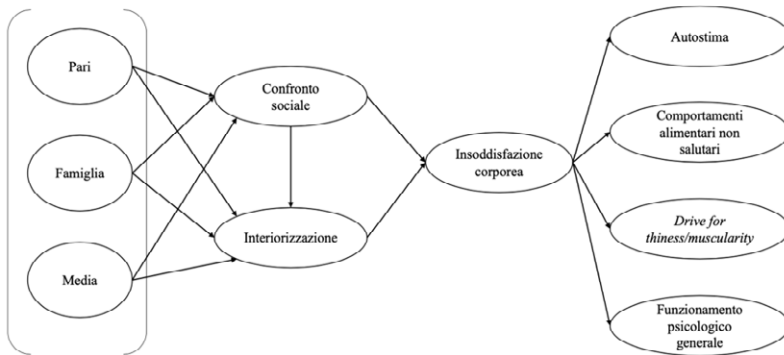 Pari
Famiglia
Media
Confronto
sociale
Interiorizzazione
Insoddisfazione
corporea
Autostima
Comportamenti
alimentari non
salutari
Drive for
thiness/muscularity
Funzionamento
psicologico
generale